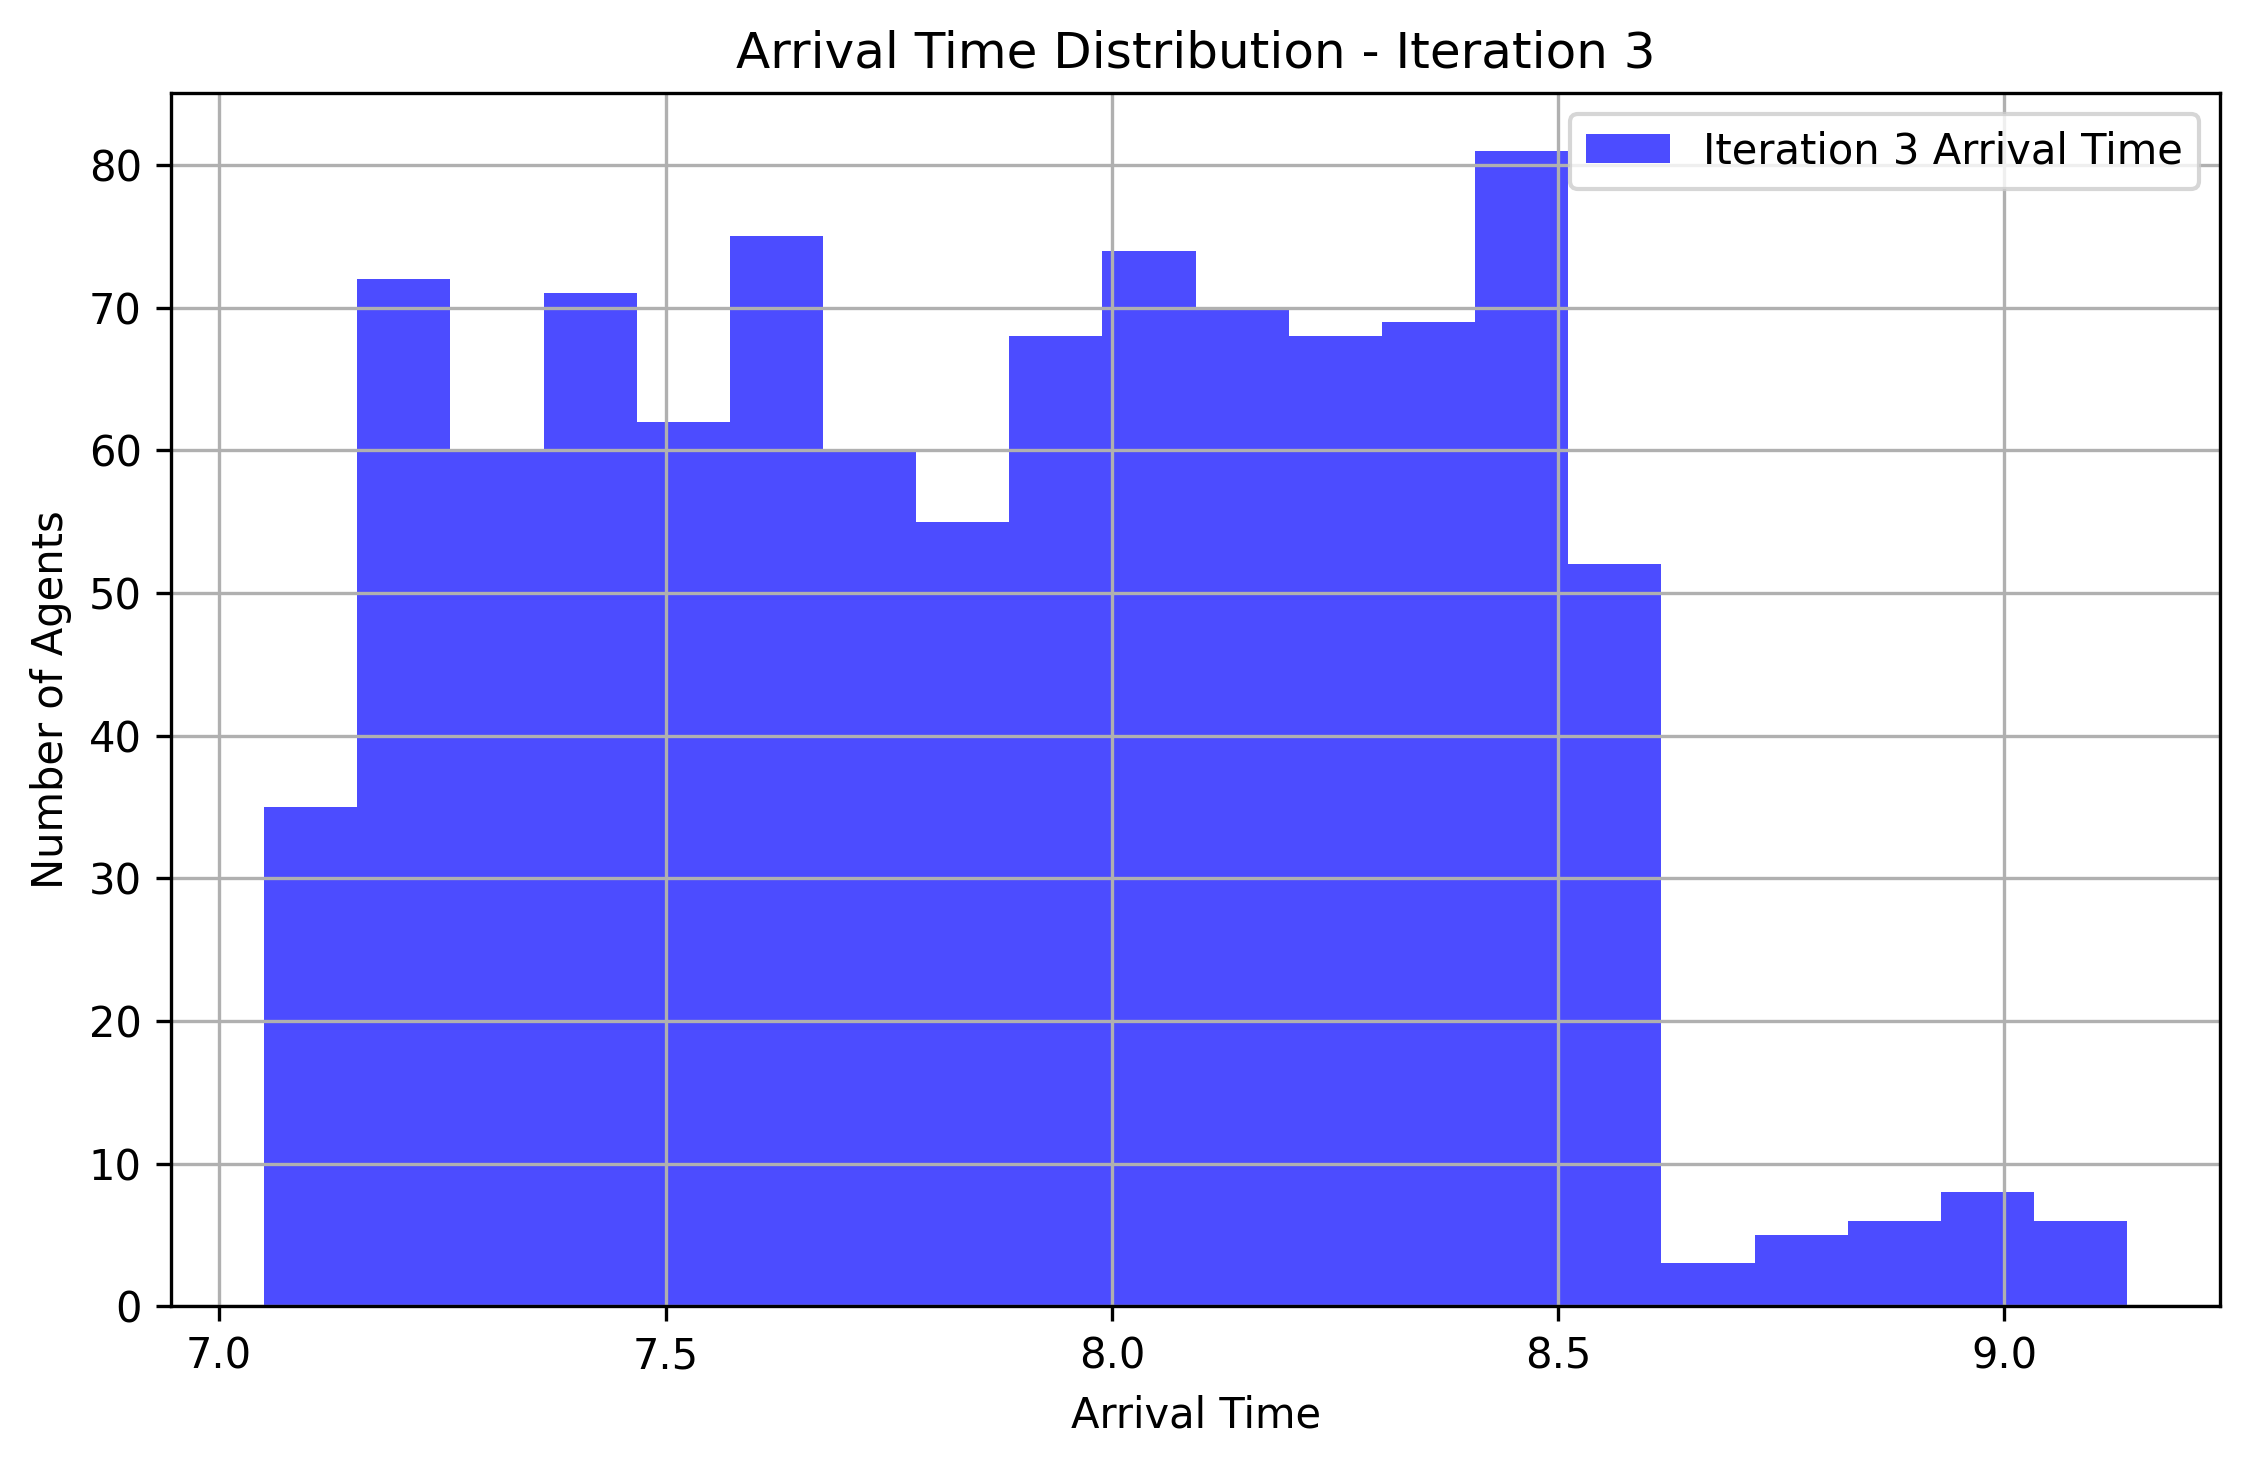 Arrival Time Distribution - Iteration 3
Iteration 3 Arrival Time
Number of Agents
80
70
60
50
40
30
20
10
0
7.0 7.5 8.0 8.5 9.0
Arrival Time